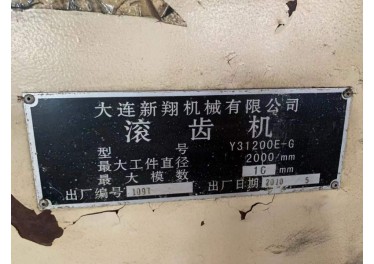 大连新翔机械有限公司
滚齿机
型号 Y31200E-G
最大工件直径 2000/mm
最大模数 16 mm
出厂编号 1091 出厂日期 2010 5